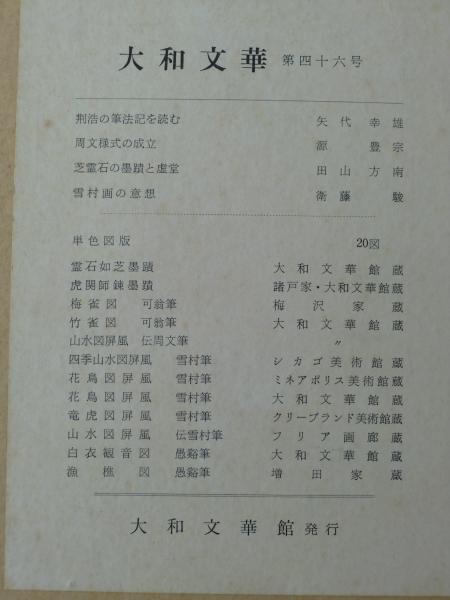 大和文華 第四十六号
荆浩の筆法記を読む 矢代幸雄
周文様式の成立 源豊宗
芝霊石の墨蹟と虚堂 田山方南
雪村画の意想 衛藤駿
単色図版 20図
霊石如芝墨蹟 大和文華館蔵
虎関師錬墨蹟 諸戸家・大和文華館蔵
梅雀図 可翁筆 梅沢家蔵
竹雀図 可翁筆 大和文華館蔵
山水図屏風 伝周文筆 〃
四季山水図屏風 雪村筆 シカゴ美術館蔵
花鳥図屏風 雪村筆 ミネアポリス美術館蔵
花鳥図屏風 雪村筆 大和文華館蔵
竜虎図屏風 雪村筆 クリーブランド美術館蔵
山水図屏風 伝雪村筆 フリア画廊蔵
白衣観音図 愚谿筆 大和文華館蔵
漁樵図 愚谿筆 増田家蔵
大和文華館発行